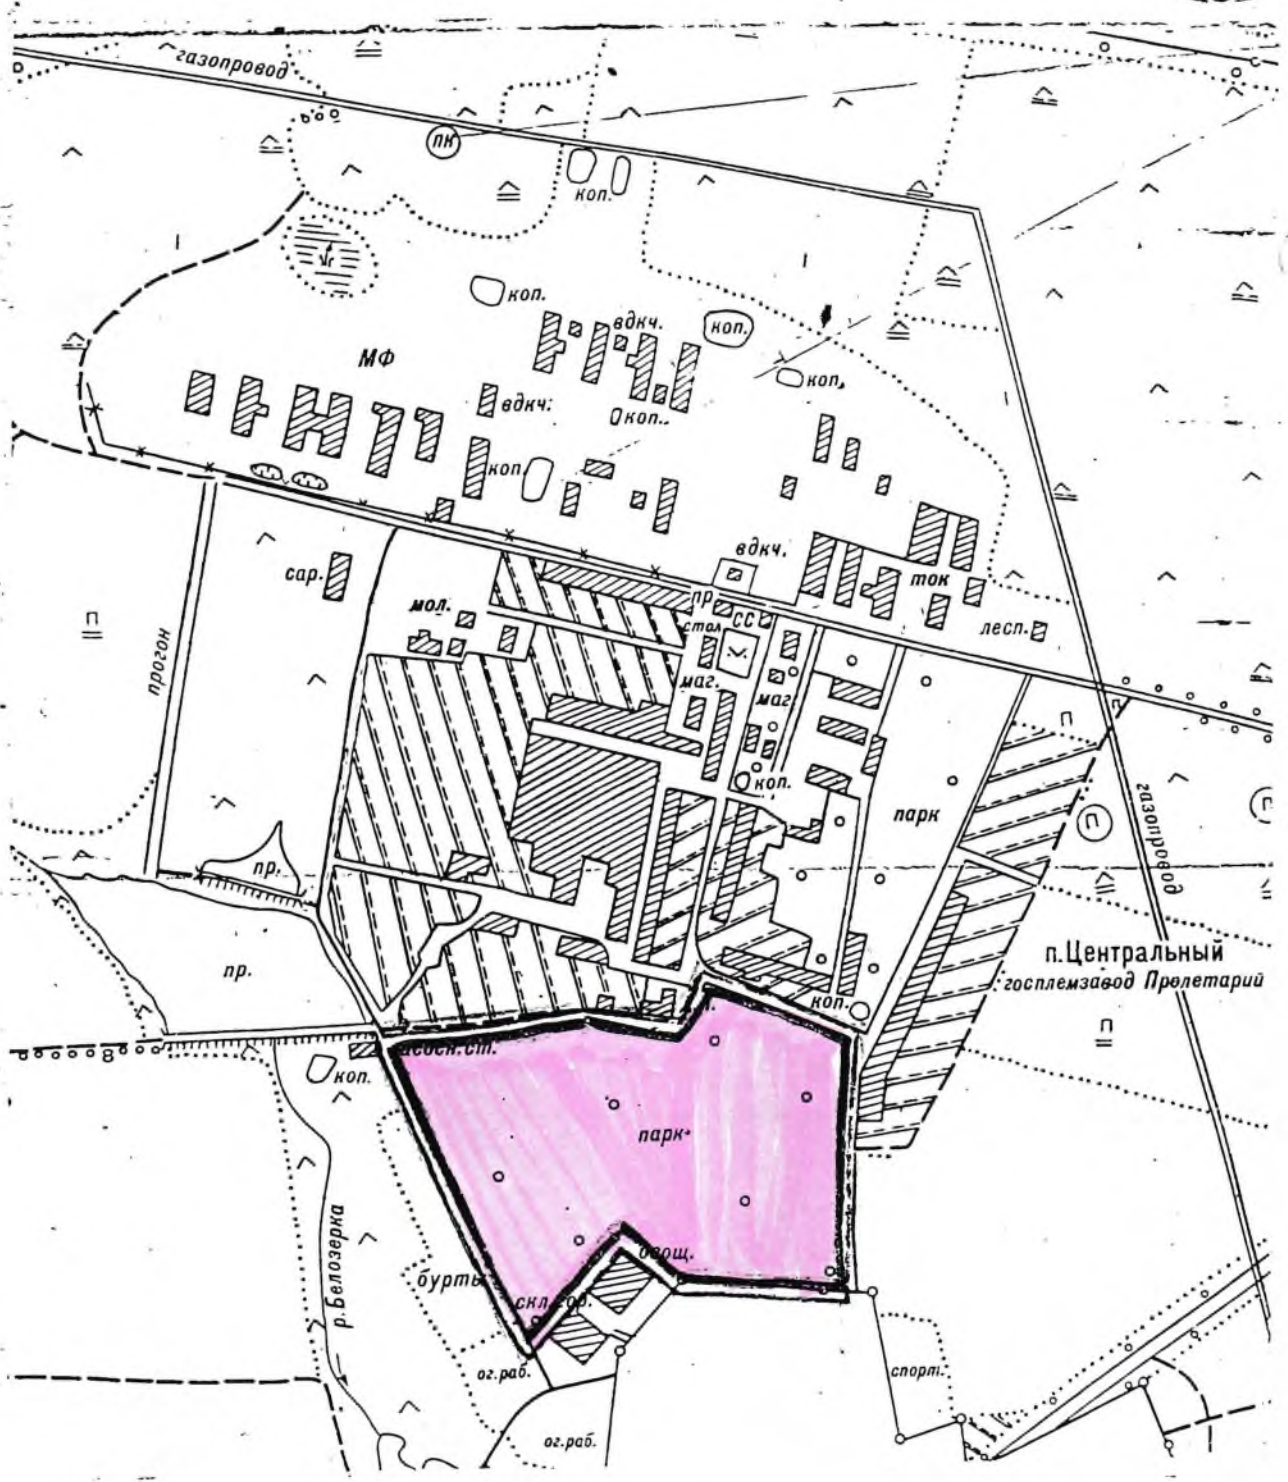 газопровод
ПК
коп.
коп.
вдкч.
коп.
МФ
коп.
вдкч.
коп.
коп.
вдкч.
сар.
ток
мол.
пр.
СС
стол.
лесп.
прогон
маг.
маг.
коп.
парк
П
П
П
газопровод
пр.
пр.
п.Центральный
госплемзавод Пролетарий
коп.
П
коп.
парк
р.Белозерка
бурты
овощ.
скл.гор.
ог.раб.
спорт.
ог.раб.